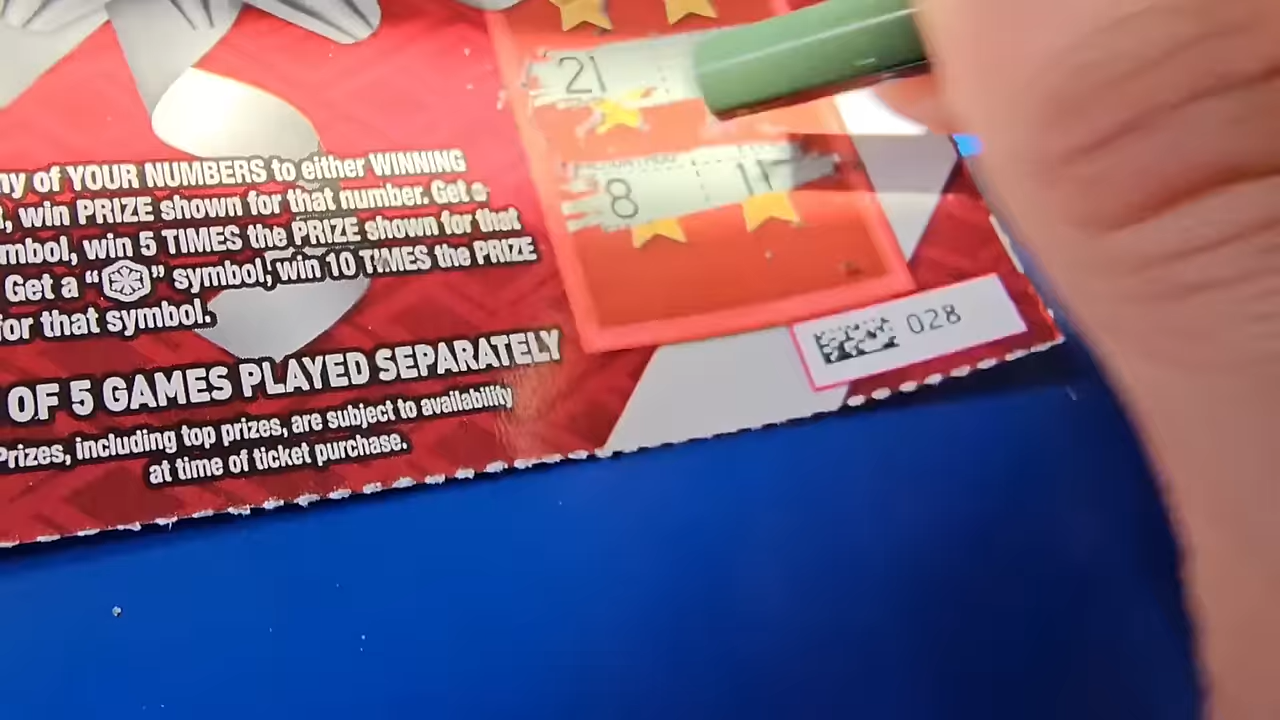 21
8 11
ny of YOUR NUMBERS to either WINNING
, win PRIZE shown for that number. Get a
mbol, win 5 TIMES the PRIZE shown for that
Get a “ ” symbol, win 10 TIMES the PRIZE
for that symbol.
028
OF 5 GAMES PLAYED SEPARATELY
Prizes, including top prizes, are subject to availability
at time of ticket purchase.